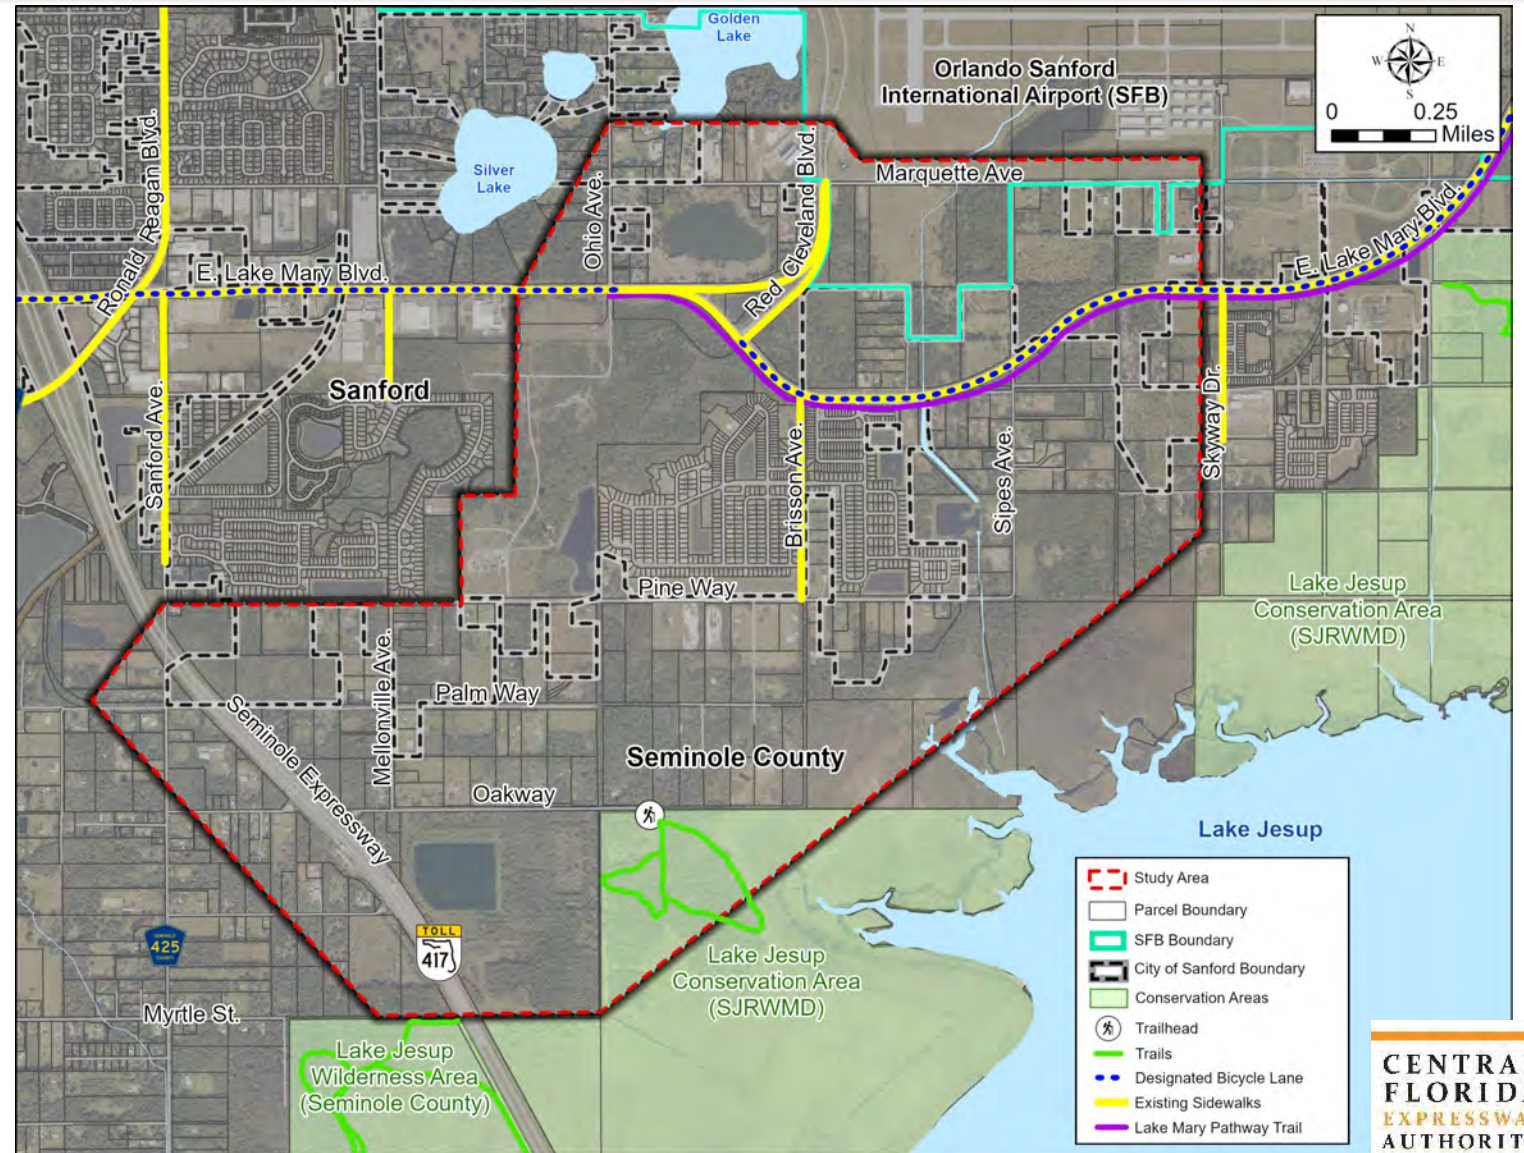 Golden
Lake
Orlando Sanford
International Airport (SFB)
N
W
E
S
0
0.25
Miles
Silver
Lake
Marquette Ave
Ronald Reagan Blvd.
Ohio Ave.
Red Cleveland Blvd.
E. Lake Mary Blvd.
E. Lake Mary Blvd.
Sanford
Sanford Ave.
Brisson Ave.
Sipes Ave.
Skyway Dr.
Pine Way
Lake Jesup
Conservation Area
(SJRWMD)
Mellonville Ave.
Palm Way
Seminole Expressway
Seminole County
Oakway
Lake Jesup
TOLL
417
SEMINOLE
425
COUNTY
Lake Jesup
Conservation Area
(SJRWMD)
Myrtle St.
Lake Jesup
Wilderness Area
(Seminole County)
Study Area
Parcel Boundary
SFB Boundary
City of Sanford Boundary
Conservation Areas
Trailhead
Trails
Designated Bicycle Lane
Existing Sidewalks
Lake Mary Pathway Trail
CENTRA
FLORID
EXPRESSWA
AUTHORIT